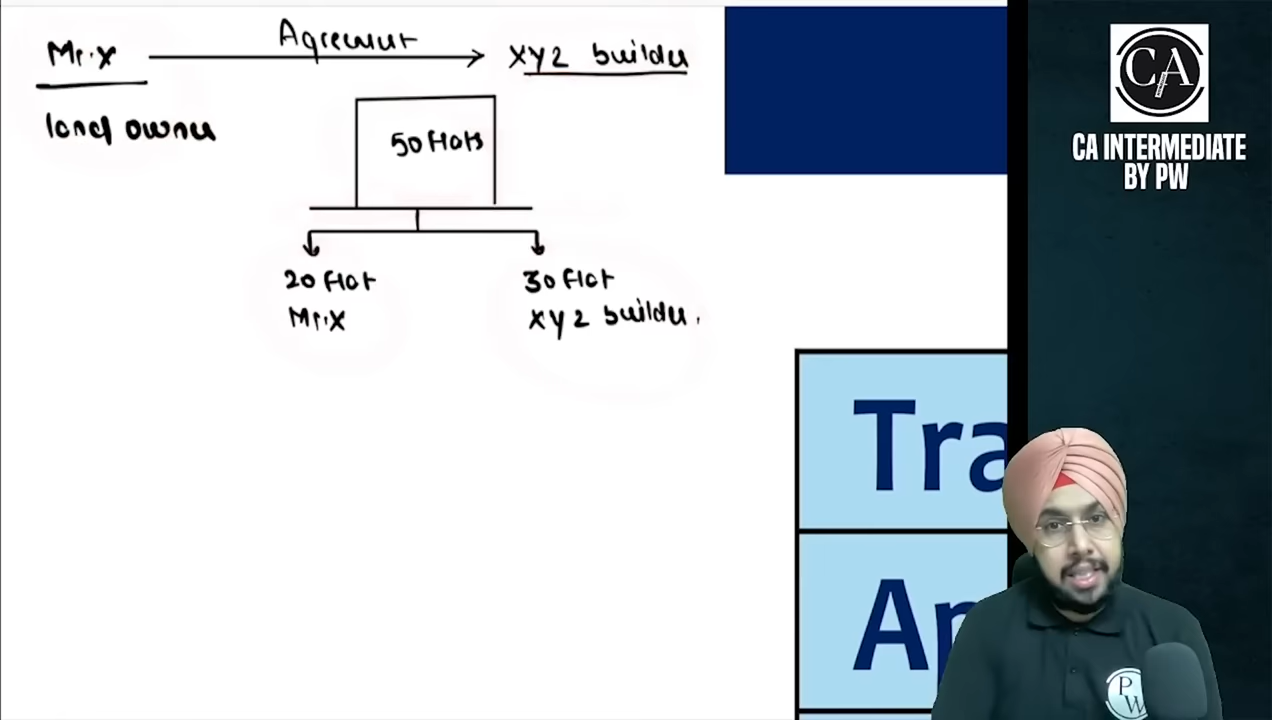 Mr.X
Agreement
XYZ builder
land owner
50 flats
20 flat
Mr.X
30 flat
XYZ builder.
Tra
Ap
CA
CA INTERMEDIATE
BY PW
PW